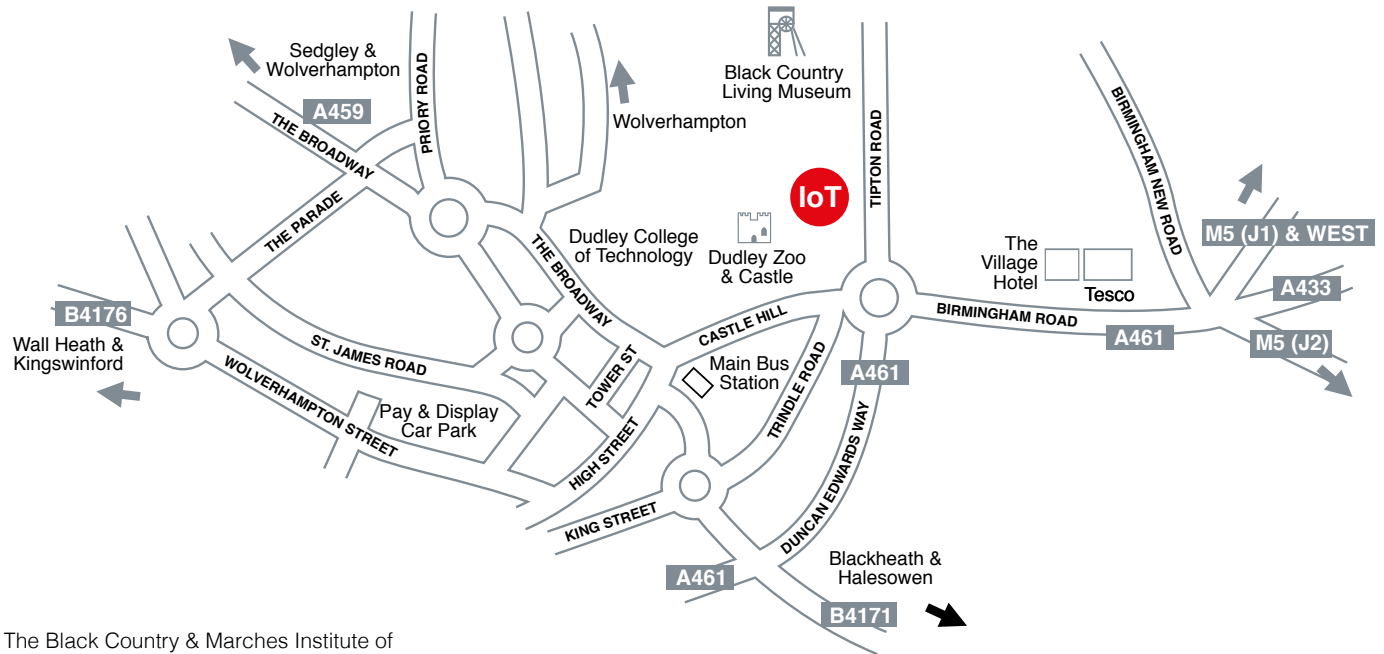 Sedgley &
Wolverhampton
A459
THE BROADWAY
PRIORY ROAD
Wolverhampton
Black Country
Living Museum
TIPTON ROAD
IoT
BIRMINGHAM NEW ROAD
M5 (J1) & WEST
A433
M5 (J2)
THE PARADE
THE BROADWAY
Dudley College
of Technology
Dudley Zoo
& Castle
The
Village
Hotel
Tesco
BIRMINGHAM ROAD
A461
B4176
Wall Heath &
Kingswinford
ST. JAMES ROAD
WOLVERHAMPTON STREET
Pay & Display
Car Park
TOWER ST
CASTLE HILL
Main Bus
Station
TRINDLE ROAD
A461
HIGH STREET
KING STREET
DUNCAN EDWARDS WAY
A461
Blackheath &
Halesowen
B4171
The Black Country & Marches Institute of